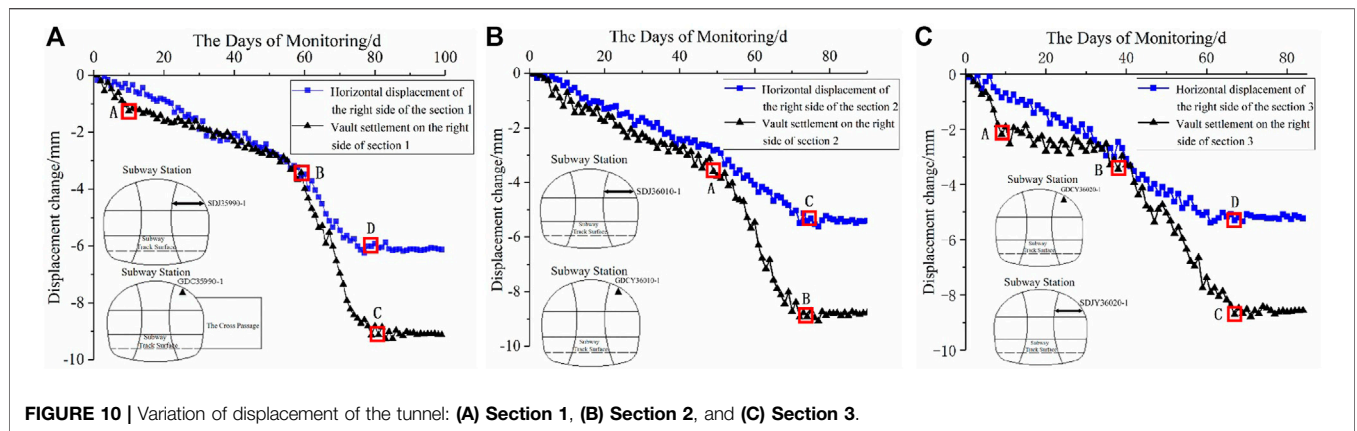 A
The Days of Monitoring/d
0 20 40 60 80 100
0
-2
-4
-6
-8
-10
Displacement change/mm
Horizontal displacement of
the right side of the section 1
Vault settlement on the right
side of section 1
A
B
D
C
Subway Station
SDJ35990-1
Subway
Track Surface
Subway Station
GDC35990-1
The Cross Passage
Subway
Track Surface
B
The Days of Monitoring/d
0 20 40 60 80
0
-2
-4
-6
-8
-10
Displacement change/mm
Horizontal displacement of
the right side of the section 2
Vault settlement on the right
side of section 2
A
C
B
Subway Station
SDJ36010-1
Subway
Track Surface
Subway Station
GDCY36010-1
Subway
Track Surface
C
The Days of Monitoring/d
0 20 40 60 80
0
-2
-4
-6
-8
-10
Displacement change/mm
Horizontal displacement of
the right side of the section 3
Vault settlement on the right
side of section 3
A
B
D
C
Subway Station
GDCY36020-1
Subway
Track Surface
Subway Station
SDJY36020-1
Subway
Track Surface
FIGURE 10 | Variation of displacement of the tunnel: (A) Section 1, (B) Section 2, and (C) Section 3.